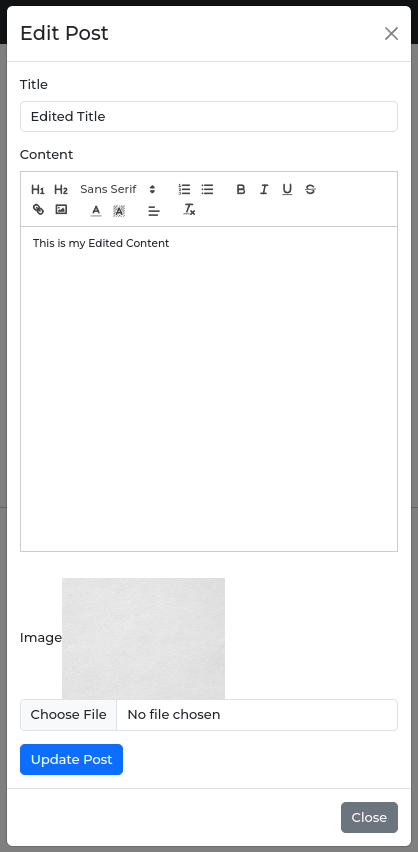 Edit Post
Title
Edited Title
Content
H1 H2 Sans Serif B I U S
A A Tx
This is my Edited Content
Image
Choose File No file chosen
Update Post
Close